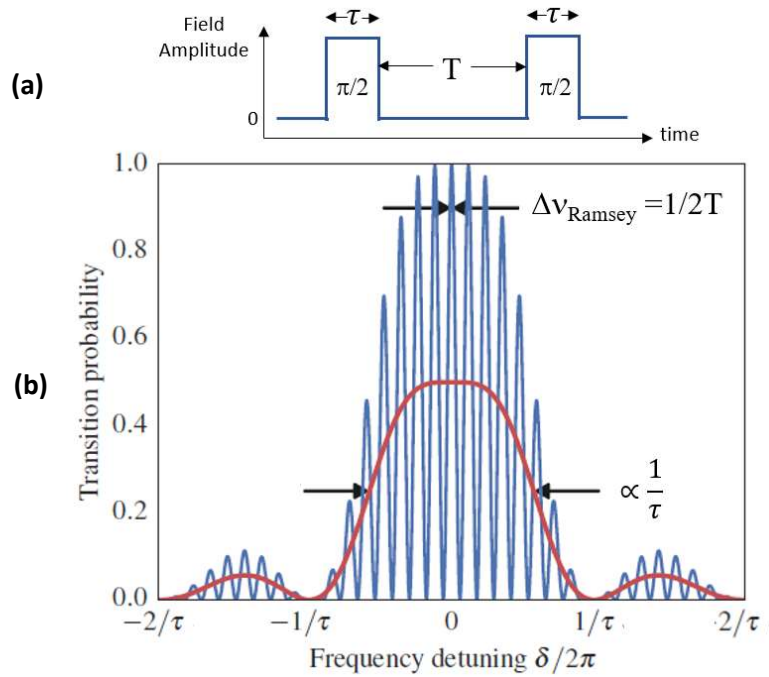 Field
Amplitude
τ
τ
(a)
T
π/2
π/2
0
time
1.0
Δν_Ramsey =1/2T
0.8
Transition probability
0.6
(b)
0.4
∝ 1/τ
0.2
0.0
−2/τ
−1/τ
0
1/τ
2/τ
Frequency detuning δ/2π